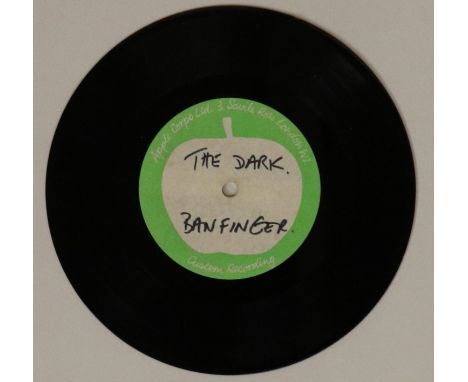 Apple Corps Ltd. 3 Savile Row London W1
THE DARK.
BANFINGER.
Custom Recording